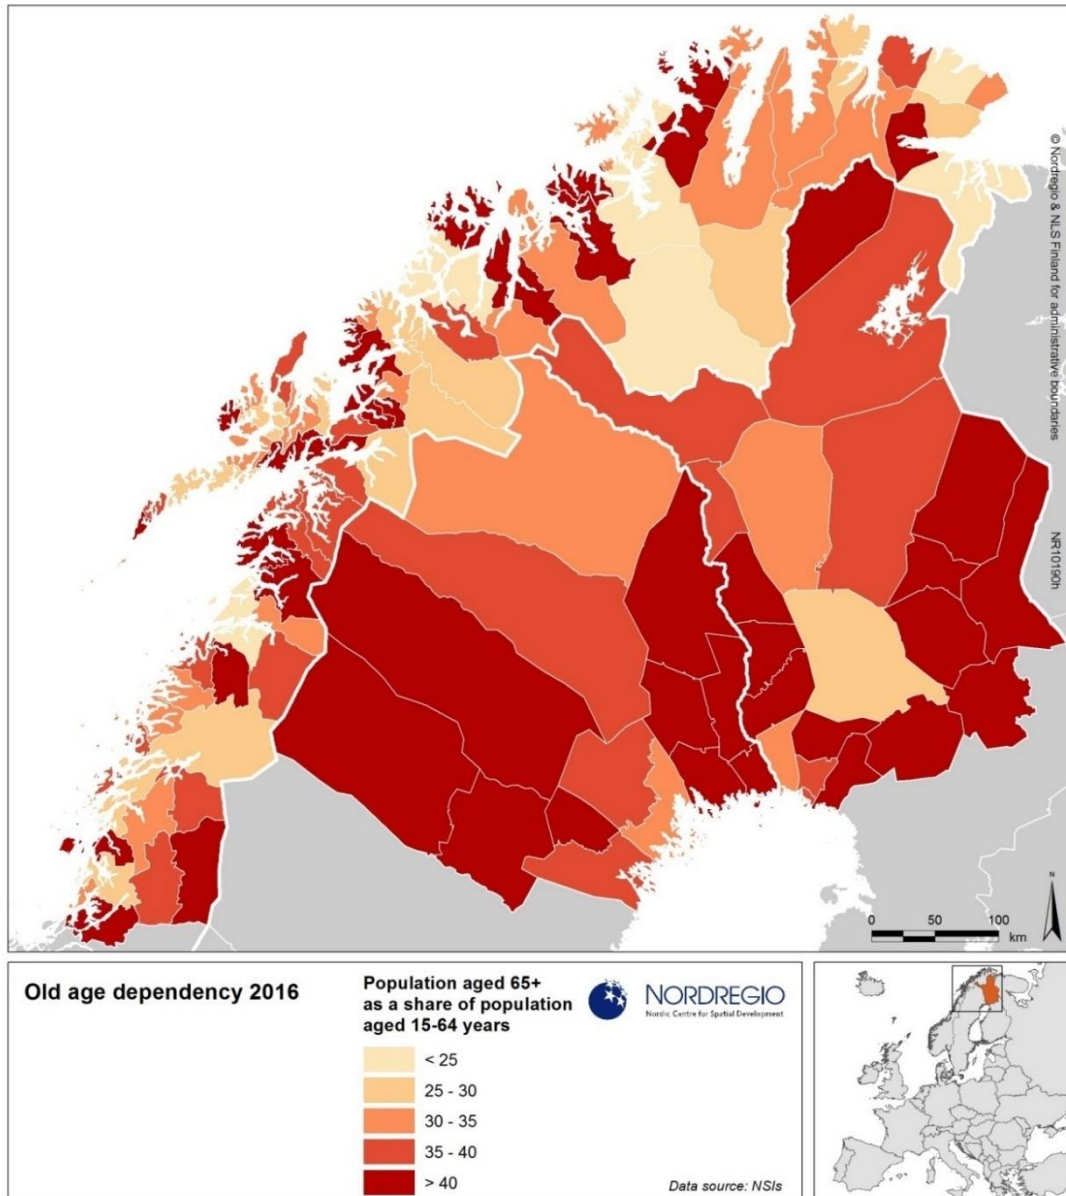 © Nordregio & NLS Finland for administrative boundaries
NR10190h
N
0 50 100
km
Old age dependency 2016
Population aged 65+
as a share of population
aged 15-64 years
< 25
25 - 30
30 - 35
35 - 40
> 40
NORDREGIO
Nordic Centre for Spatial Development
Data source: NSIs